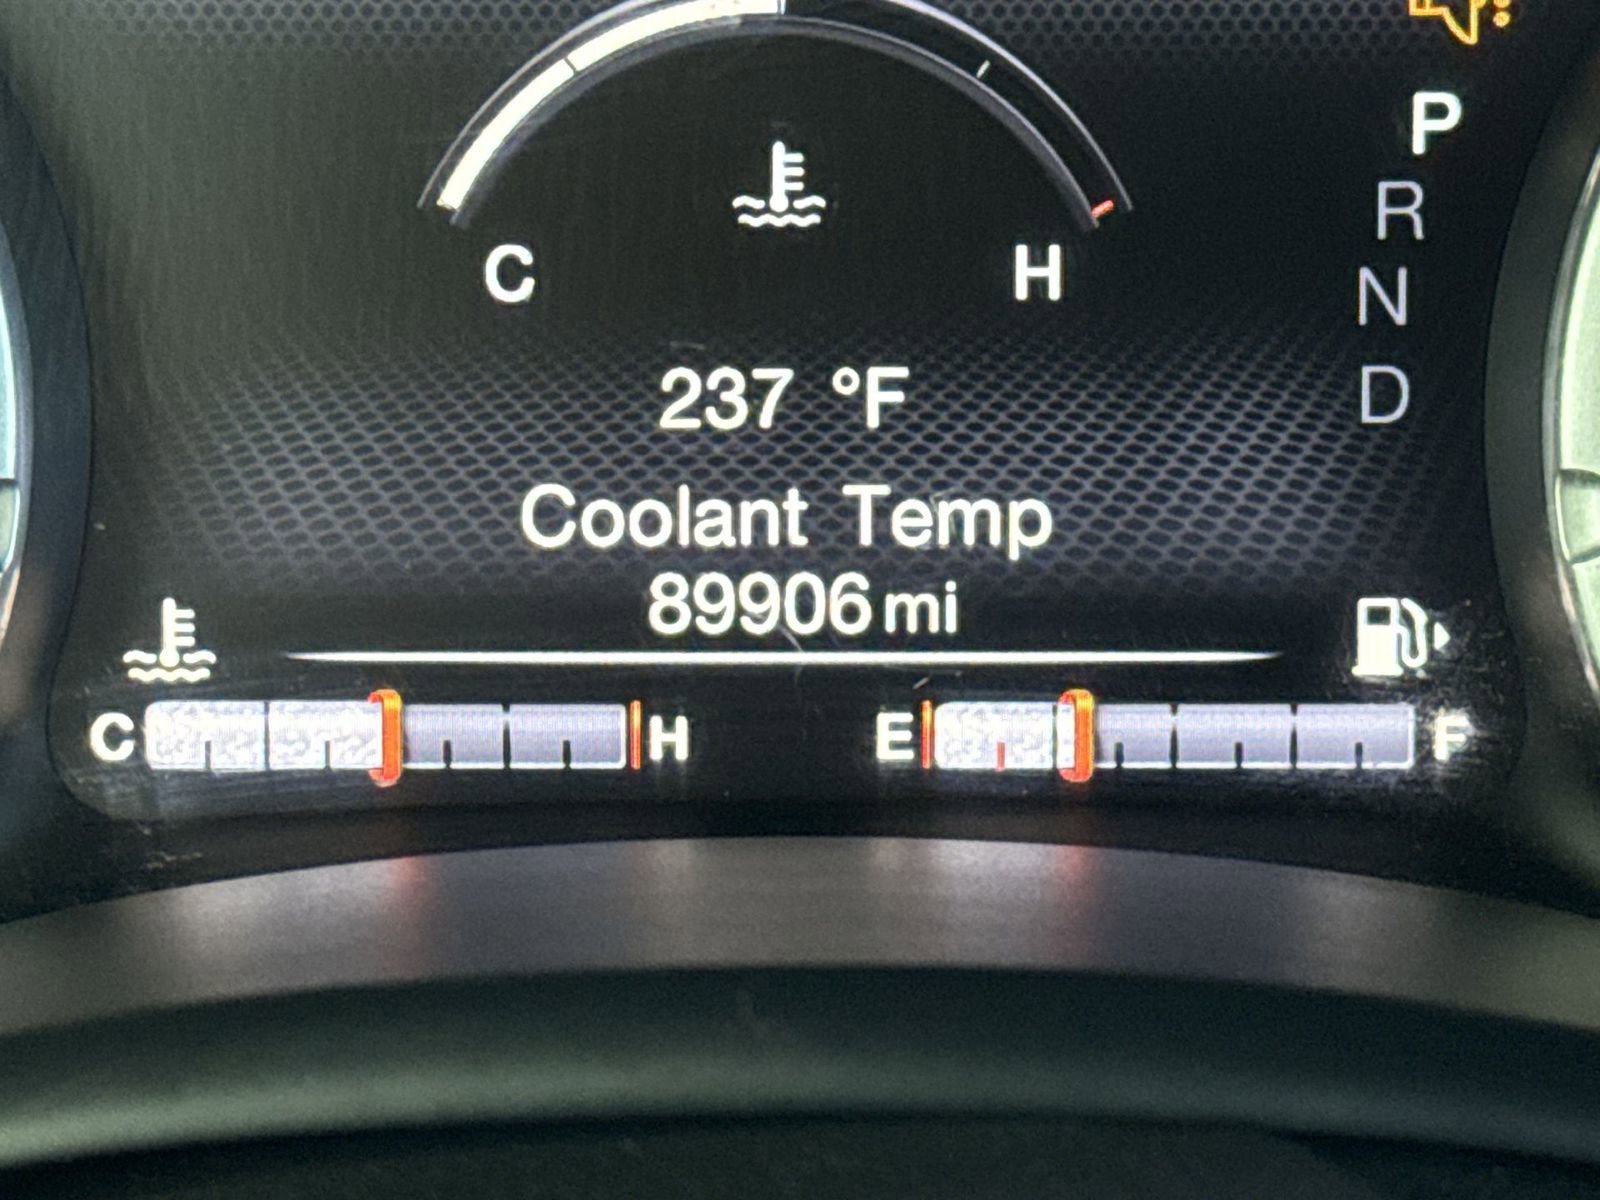 P
R
N
D
C H
237 °F
Coolant Temp
89906 mi
C H E F